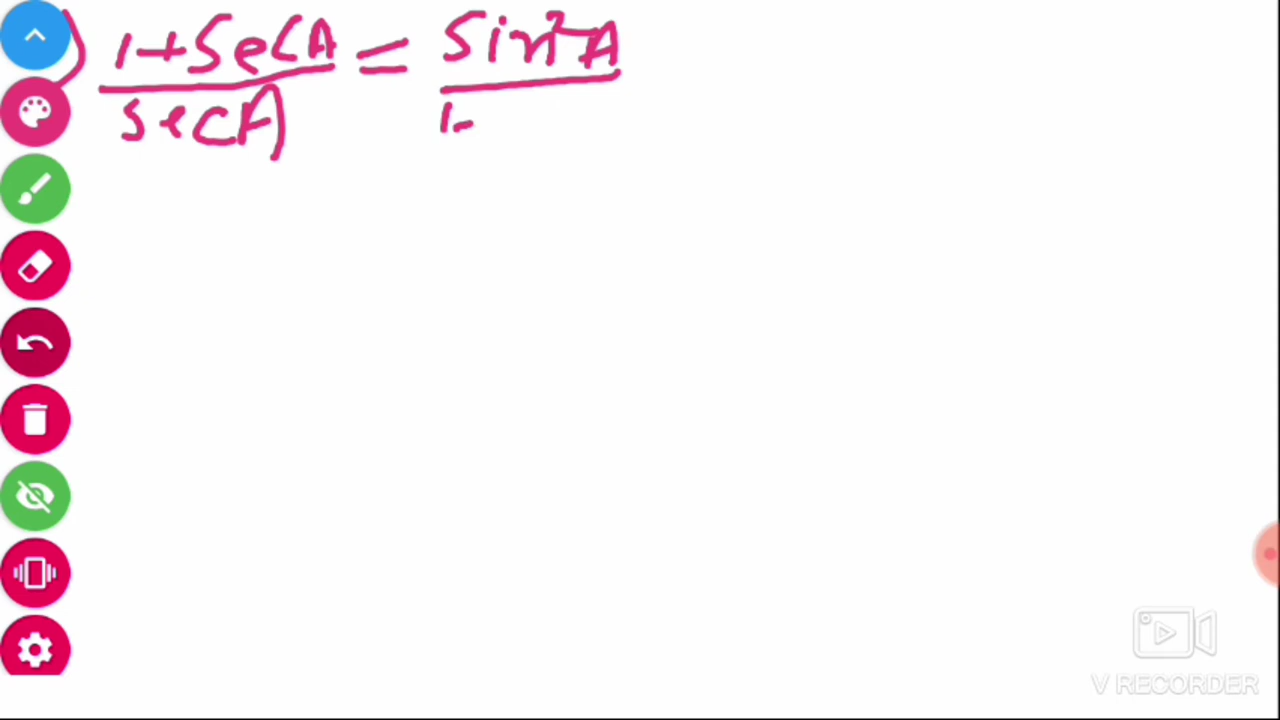 ) 1+SecA = Sin²A
SecA 1-
V RECORDER